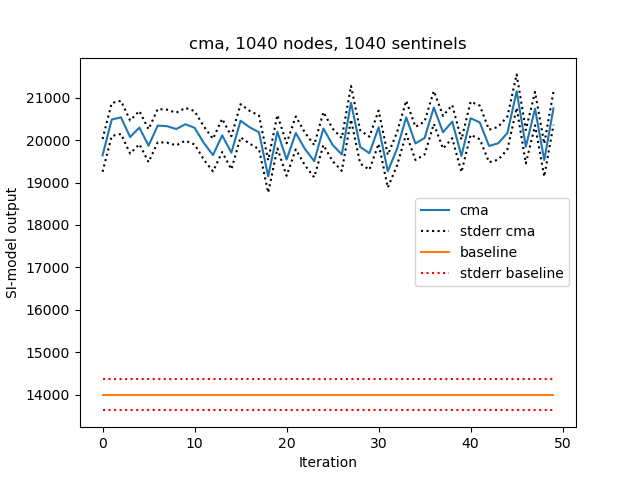 cma, 1040 nodes, 1040 sentinels
SI-model output
21000
20000
19000
18000
17000
16000
15000
14000
cma
stderr cma
baseline
stderr baseline
0 10 20 30 40 50
Iteration